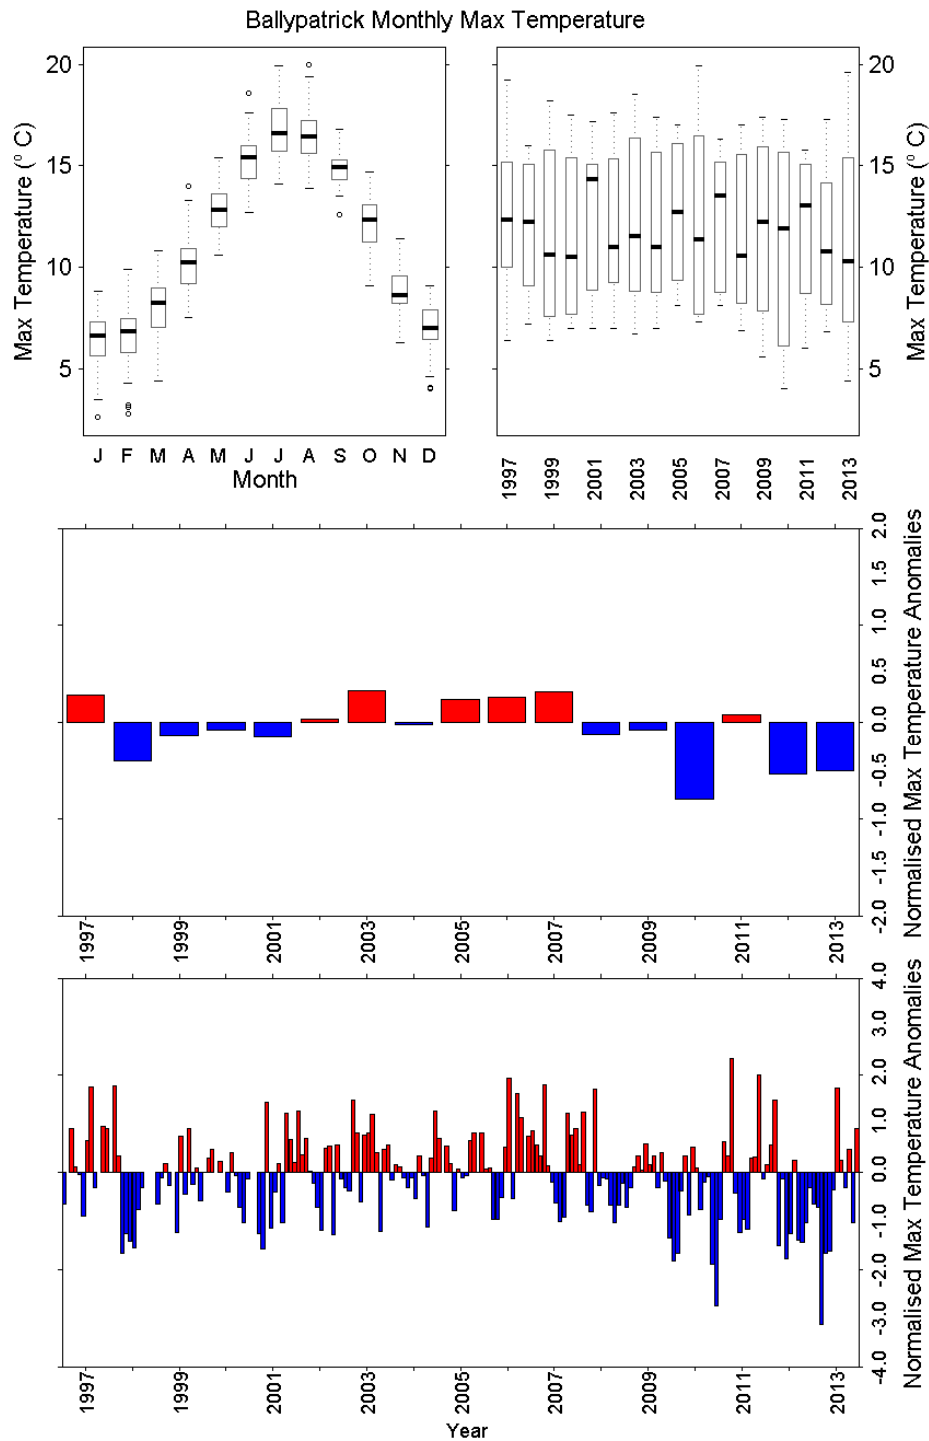 Ballypatrick Monthly Max Temperature
Max Temperature (° C)
20
15
10
5
J F M A M J J A S O N D
Month
20
15
10
5
Max Temperature (° C)
1997 1999 2001 2003 2005 2007 2009 2011 2013
2.0
1.5
1.0
0.5
0.0
-0.5
-1.0
-1.5
-2.0
Normalised Max Temperature Anomalies
1997 1999 2001 2003 2005 2007 2009 2011 2013
4.0
3.0
2.0
1.0
0.0
-1.0
-2.0
-3.0
-4.0
Normalised Max Temperature Anomalies
1997 1999 2001 2003 2005 2007 2009 2011 2013
Year